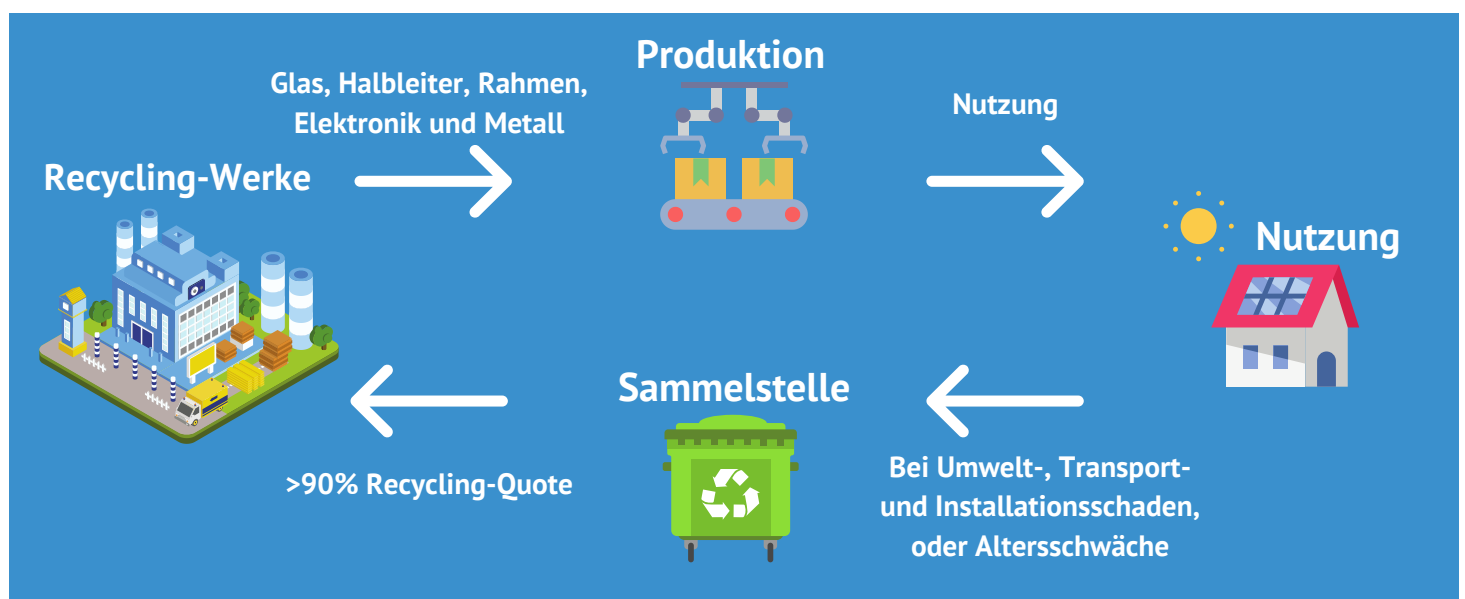 Produktion
Glas, Halbleiter, Rahmen,
Elektronik und Metall
Nutzung
Recycling-Werke
Nutzung
Sammelstelle
>90% Recycling-Quote
Bei Umwelt-, Transport-
und Installationsschaden,
oder Altersschwäche